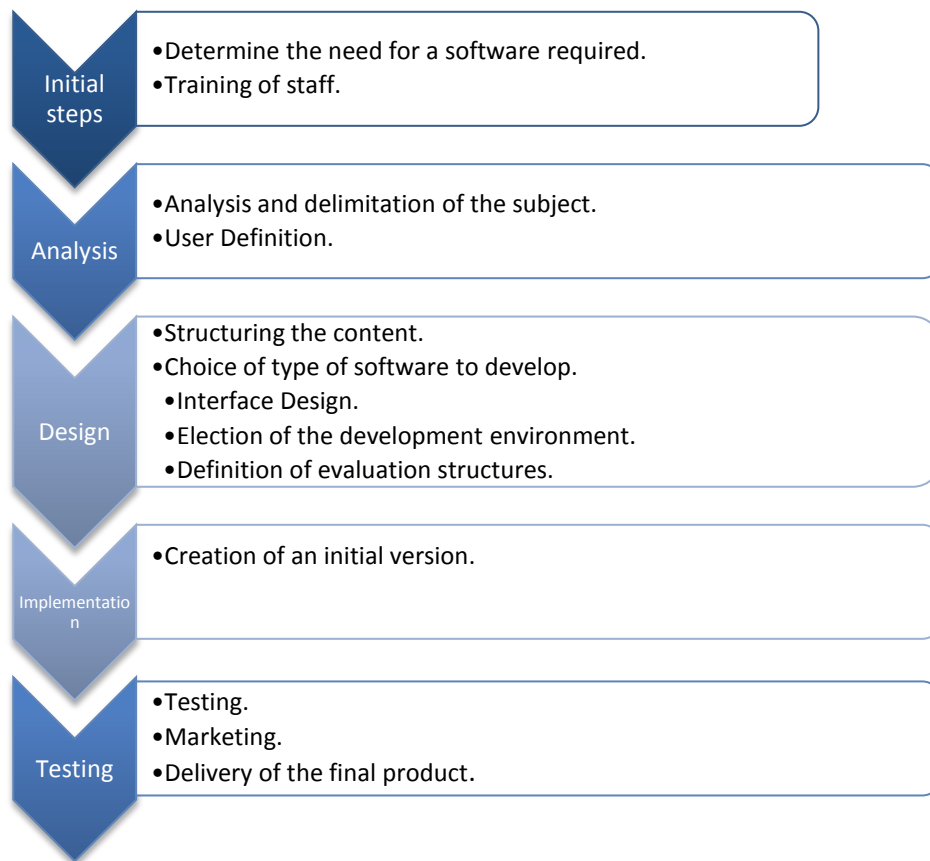 Initial
steps
•Determine the need for a software required.
•Training of staff.
Analysis
•Analysis and delimitation of the subject.
•User Definition.
Design
•Structuring the content.
•Choice of type of software to develop.
•Interface Design.
•Election of the development environment.
•Definition of evaluation structures.
Implementatio
n
•Creation of an initial version.
Testing
•Testing.
•Marketing.
•Delivery of the final product.